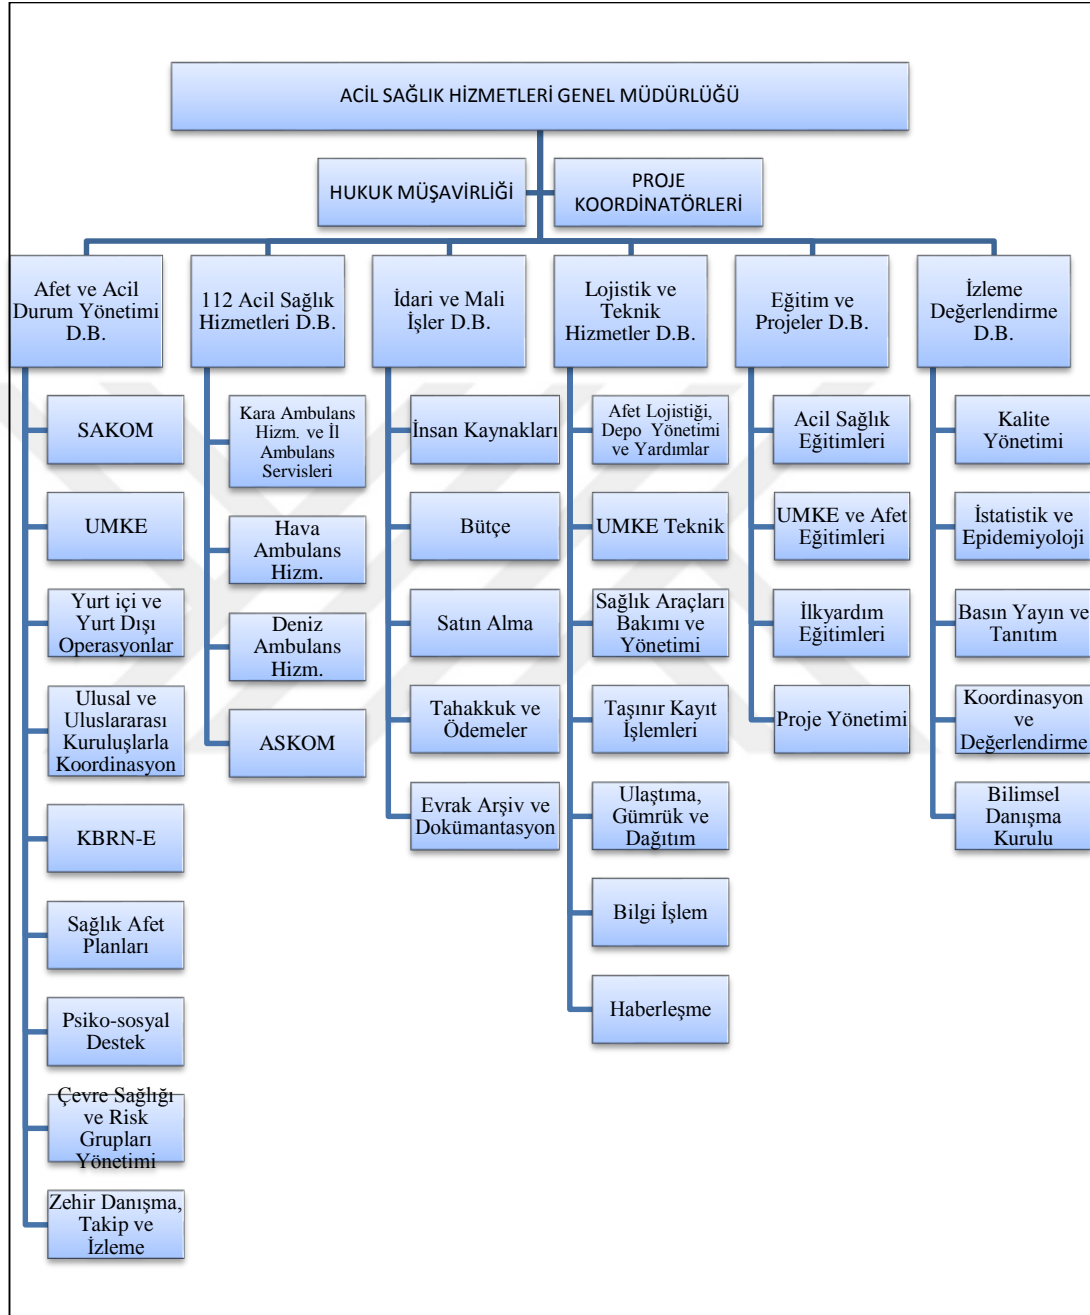 ACİL SAĞLIK HİZMETLERİ GENEL MÜDÜRLÜĞÜ
HUKUK MÜŞAVİRLİĞİ
PROJE
KOORDİNATÖRLERİ
Afet ve Acil
Durum Yönetimi
D.B.
SAKOM
UMKE
Yurt içi ve
Yurt Dışı
Operasyonlar
Ulusal ve
Uluslararası
Kuruluşlarla
Koordinasyon
KBRN-E
Sağlık Afet
Planları
Psiko-sosyal
Destek
Çevre Sağlığı
ve Risk
Grupları
Yönetimi
Zehir Danışma,
Takip ve
İzleme
112 Acil Sağlık
Hizmetleri D.B.
Kara Ambulans
Hizm. ve İl
Ambulans
Servisleri
Hava
Ambulans
Hizm.
Deniz
Ambulans
Hizm.
ASKOM
İdari ve Mali
İşler D.B.
İnsan Kaynakları
Bütçe
Satın Alma
Tahakkuk ve
Ödemeler
Evrak Arşiv ve
Dokümantasyon
Lojistik ve
Teknik
Hizmetler D.B.
Afet Lojistiği,
Depo Yönetimi
ve Yardımlar
UMKE Teknik
Sağlık Araçları
Bakımı ve
Yönetimi
Taşınır Kayıt
İşlemleri
Ulaştıma,
Gümrük ve
Dağıtım
Bilgi İşlem
Haberleşme
Eğitim ve
Projeler D.B.
Acil Sağlık
Eğitimleri
UMKE ve Afet
Eğitimleri
İlkyardım
Eğitimleri
Proje Yönetimi
İzleme
Değerlendirme
D.B.
Kalite
Yönetimi
İstatistik ve
Epidemiyoloji
Basın Yayın ve
Tanıtım
Koordinasyon
ve
Değerlendirme
Bilimsel
Danışma
Kurulu